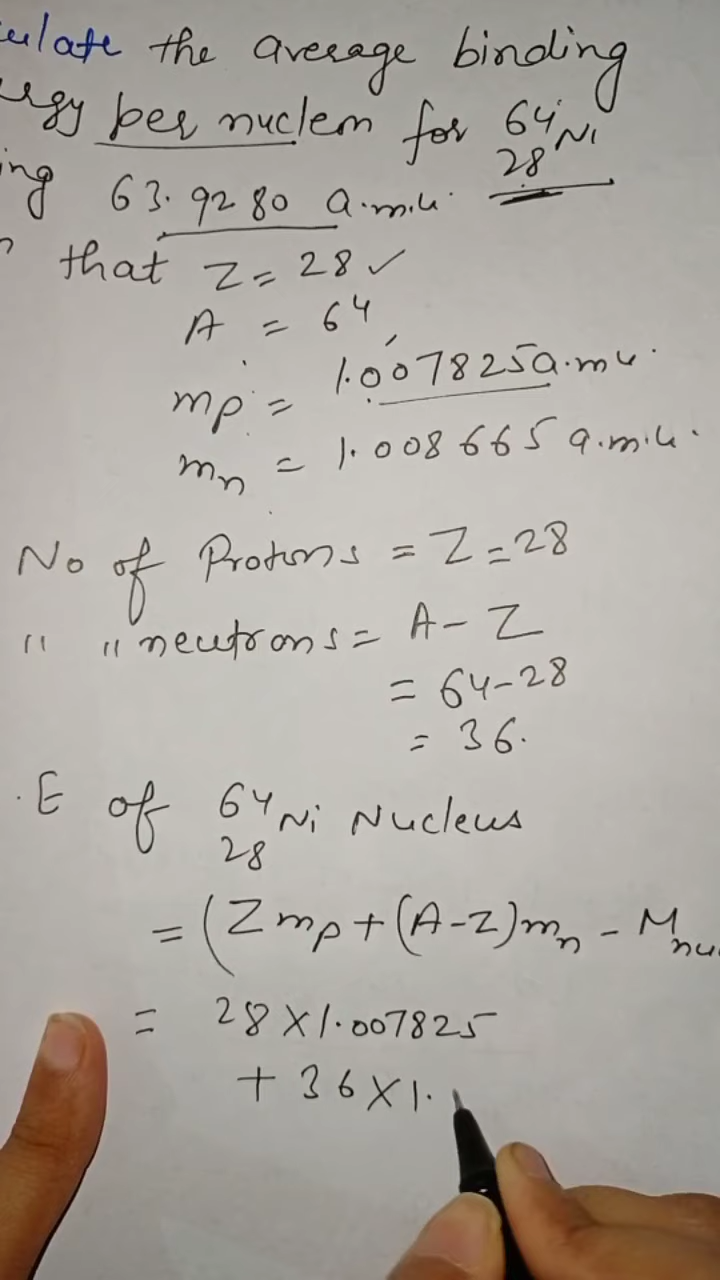 the average binding
per nuclem for 64 Ni
28
63.9280 a.m.u.
that Z = 28 ✓
A = 64
mp = 1.007825 a.m.u.
mn = 1.008665 a.m.u.
No of Protons = Z = 28
" " neutrons = A - Z
= 64 - 28
= 36.
.E of 64 Ni Nucleus
28
= (Zmp + (A-Z)mn - M
= 28 X 1.007825
+ 36 X 1.